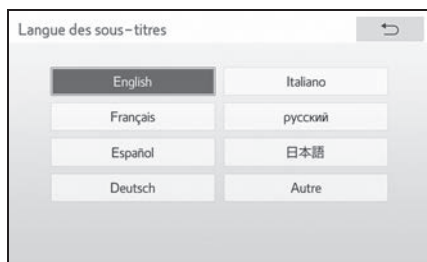 Langue des sous-titres
English
Italiano
Français
русский
Español
日本語
Deutsch
Autre